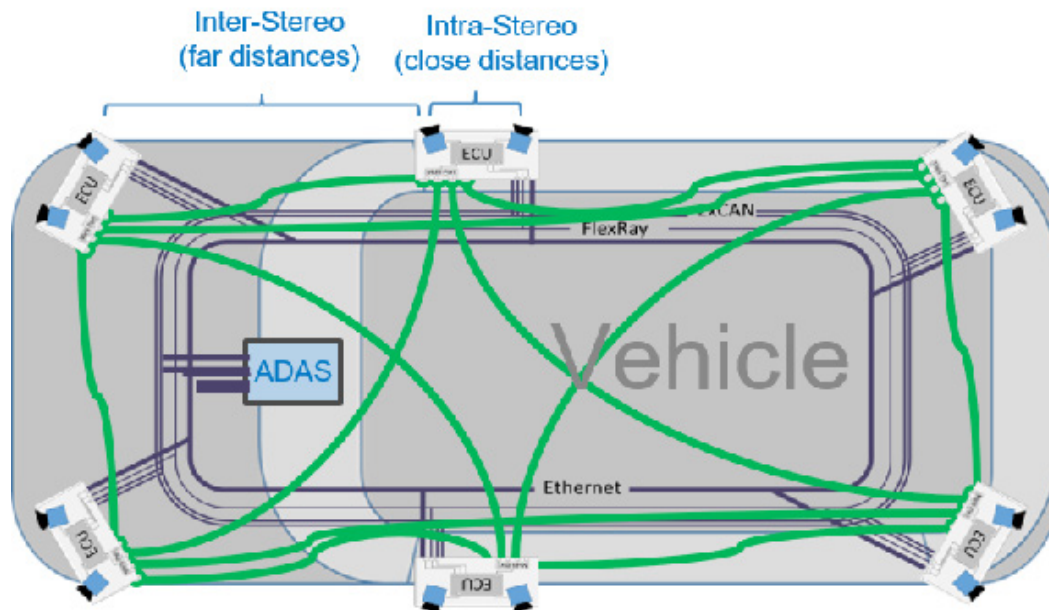 Inter-Stereo
(far distances)
Intra-Stereo
(close distances)
ECU
ECU
ECU
exCAN
FlexRay
ADAS
Vehicle
Ethernet
ECU
ECU
ECU